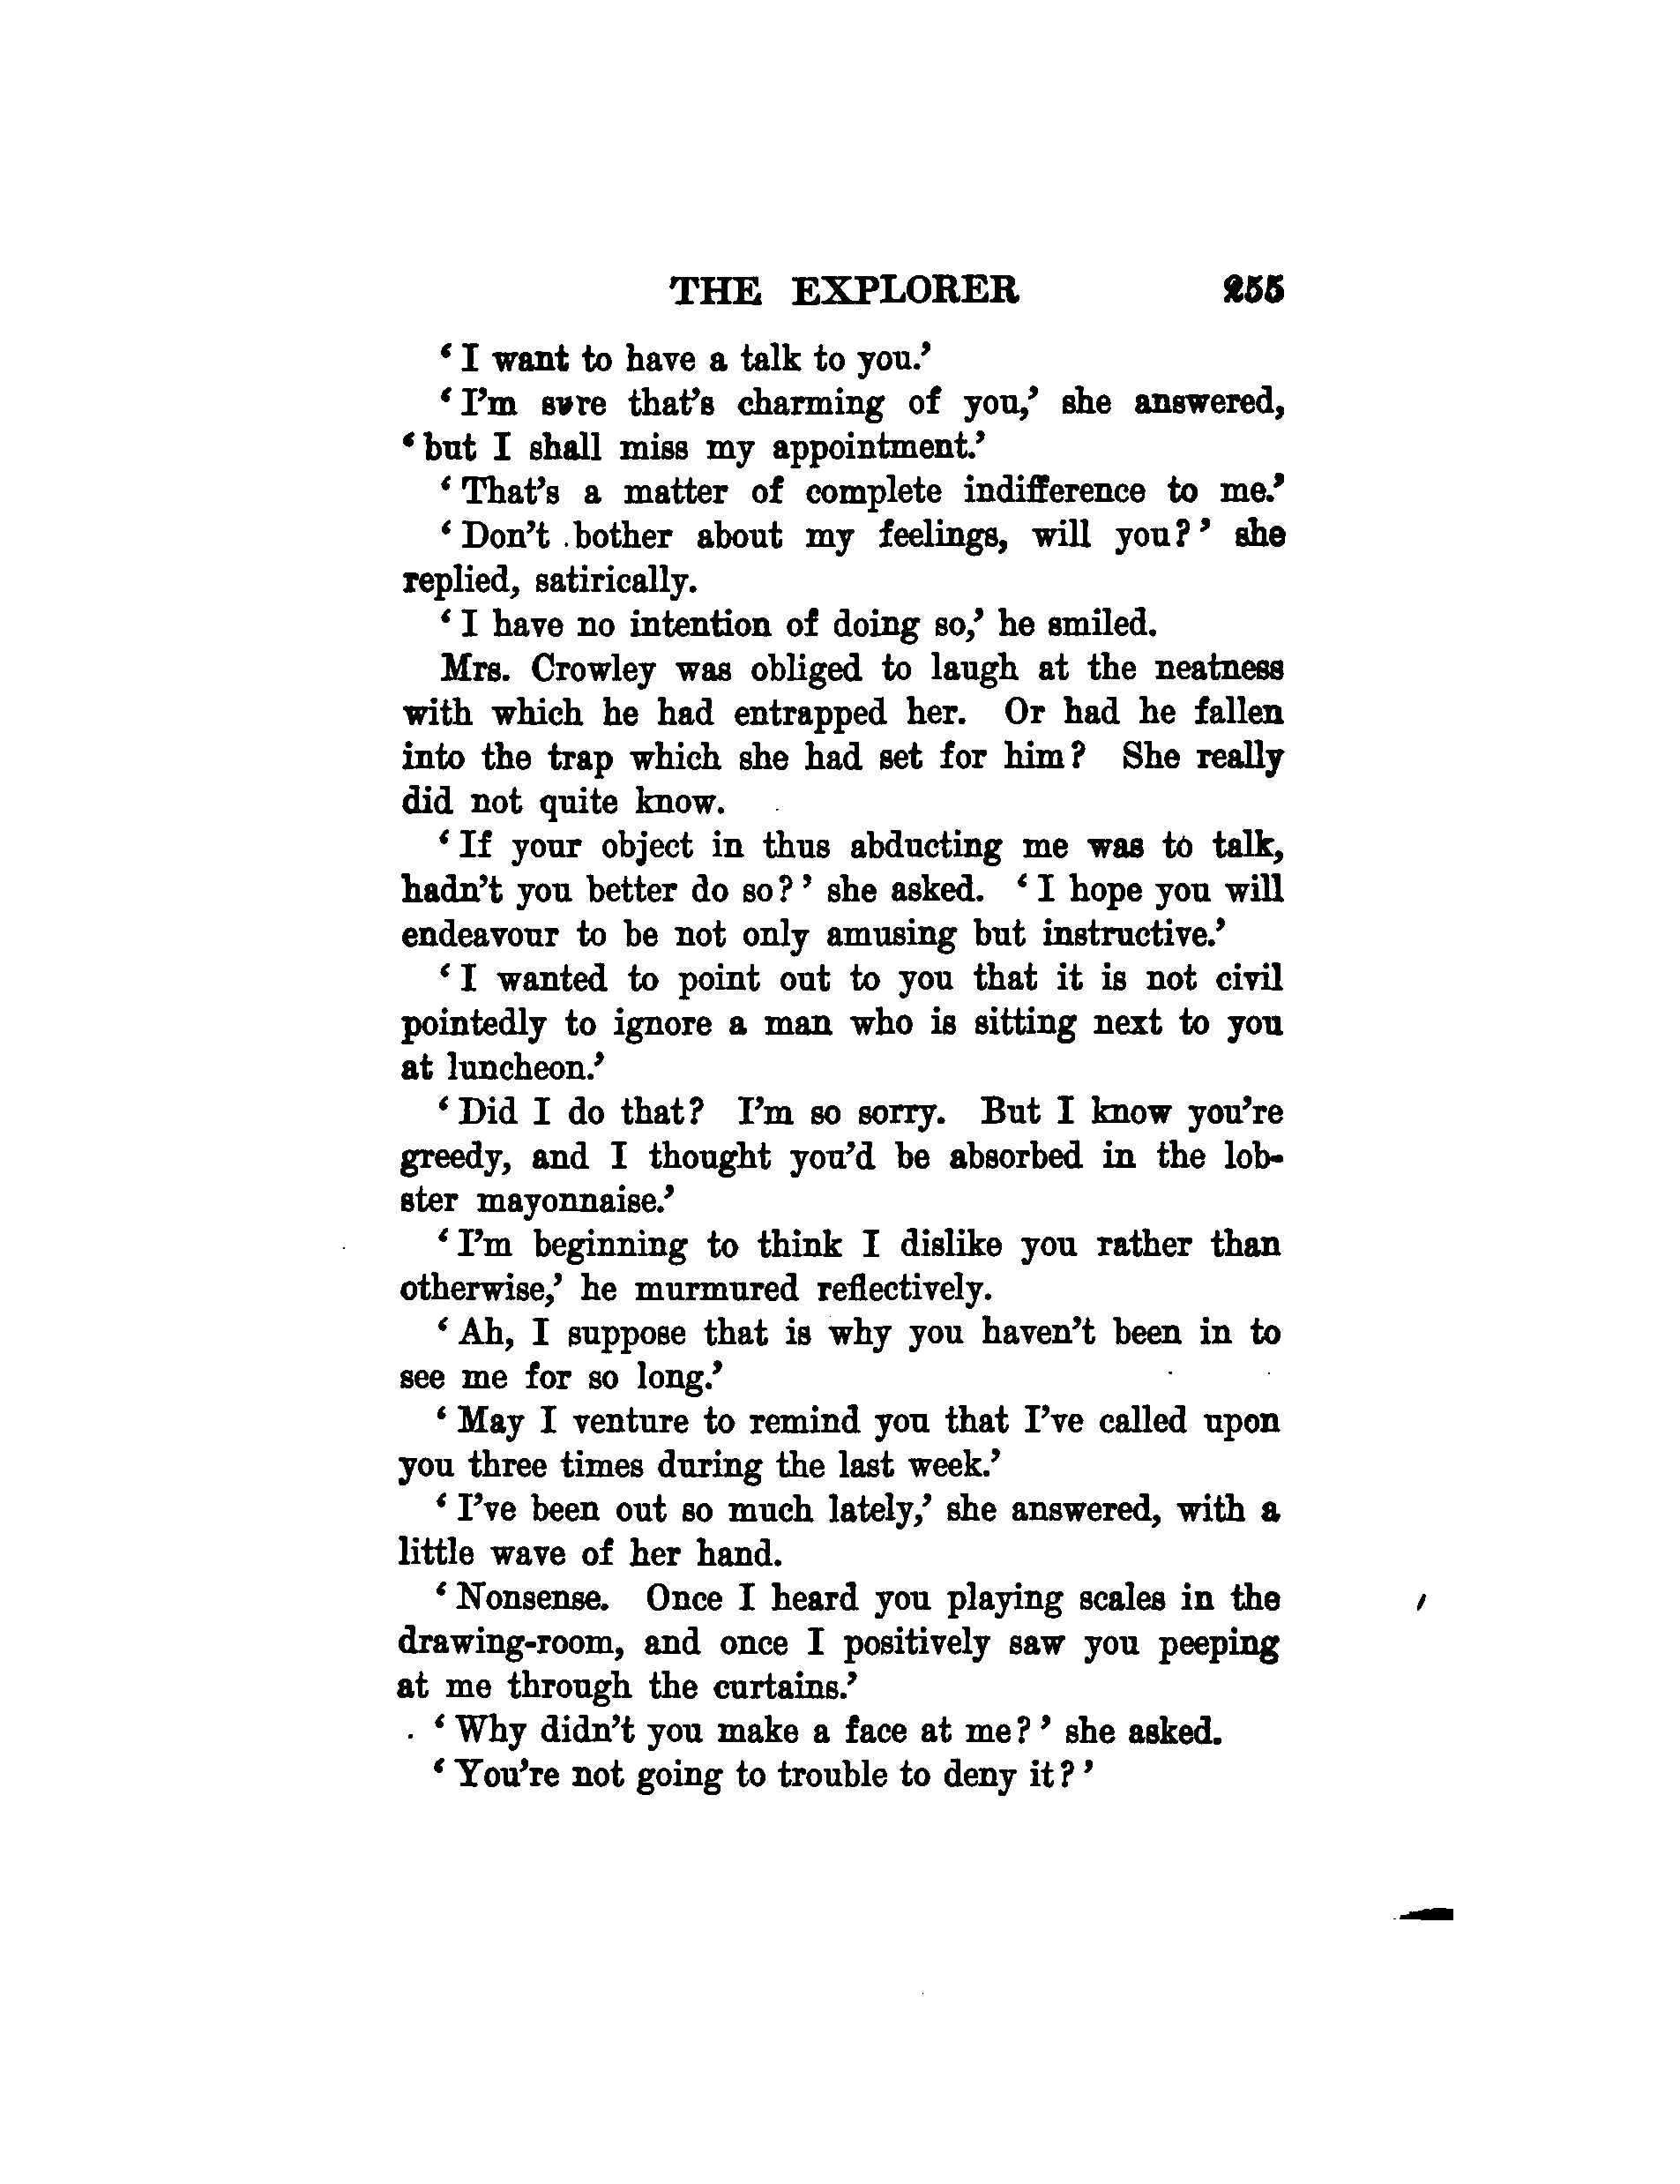 THE EXPLORER 255
‘I want to have a talk to you.’
‘I’m sure that’s charming of you,’ she answered,
‘but I shall miss my appointment.’
‘That’s a matter of complete indifference to me.’
‘Don’t bother about my feelings, will you?’ she
replied, satirically.
‘I have no intention of doing so,’ he smiled.
Mrs. Crowley was obliged to laugh at the neatness
with which he had entrapped her. Or had he fallen
into the trap which she had set for him? She really
did not quite know.
‘If your object in thus abducting me was to talk,
hadn’t you better do so?’ she asked. ‘I hope you will
endeavour to be not only amusing but instructive.’
‘I wanted to point out to you that it is not civil
pointedly to ignore a man who is sitting next to you
at luncheon.’
‘Did I do that? I’m so sorry. But I know you’re
greedy, and I thought you’d be absorbed in the lob-
ster mayonnaise.’
‘I’m beginning to think I dislike you rather than
otherwise,’ he murmured reflectively.
‘Ah, I suppose that is why you haven’t been in to
see me for so long.’
‘May I venture to remind you that I’ve called upon
you three times during the last week.’
‘I’ve been out so much lately,’ she answered, with a
little wave of her hand.
‘Nonsense. Once I heard you playing scales in the
drawing-room, and once I positively saw you peeping
at me through the curtains.’
‘Why didn’t you make a face at me?’ she asked.
‘You’re not going to trouble to deny it?’